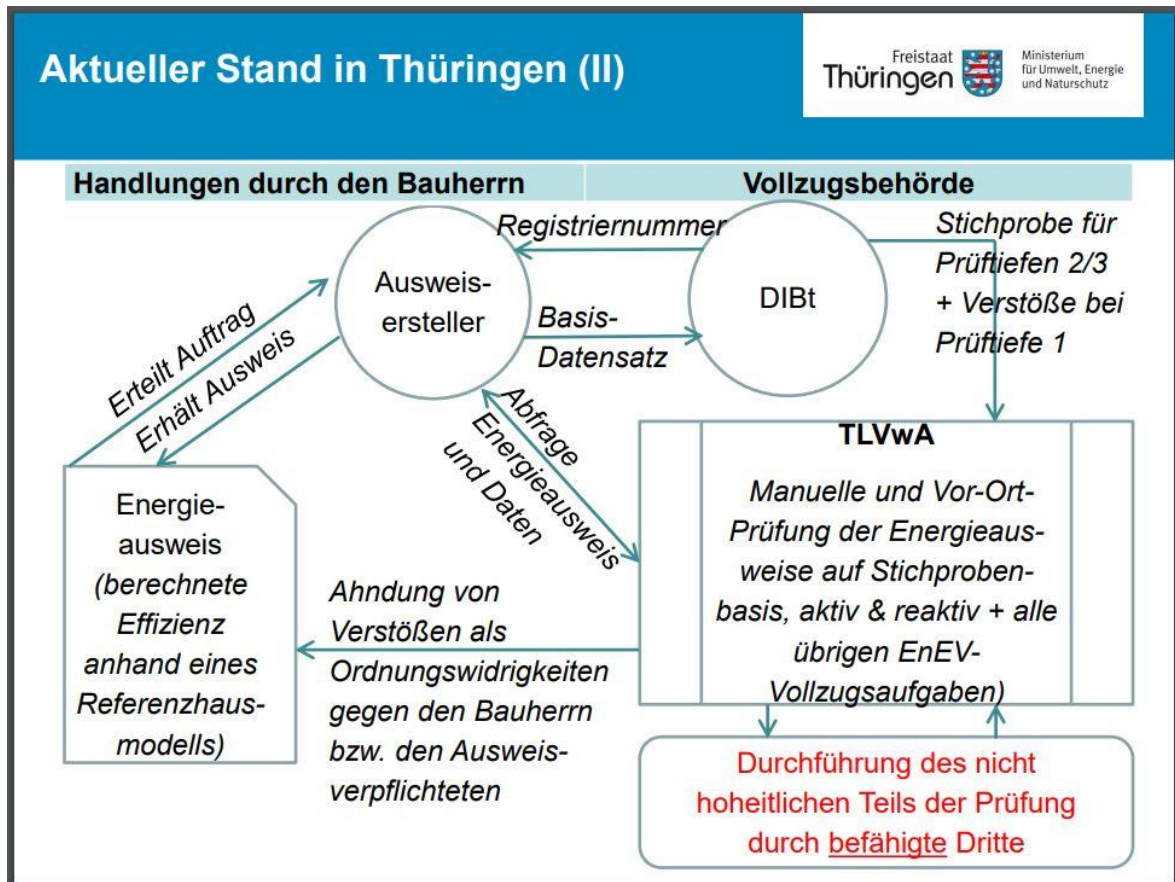 Aktueller Stand in Thüringen (II)
Freistaat
Thüringen
Ministerium
für Umwelt, Energie
und Naturschutz
Handlungen durch den Bauherrn
Vollzugsbehörde
Registriernummer
Stichprobe für
Prüftiefen 2/3
+ Verstöße bei
Prüftiefe 1
Ausweis-
ersteller
DIBt
Basis-
Datensatz
Erteilt Auftrag
Erhält Ausweis
Abfrage
Energieausweis
und Daten
TLVwA
Manuelle und Vor-Ort-
Prüfung der Energieaus-
weise auf Stichproben-
basis, aktiv & reaktiv + alle
übrigen EnEV-
Vollzugsaufgaben)
Energie-
ausweis
(berechnete
Effizienz
anhand eines
Referenzhaus-
modells)
Ahndung von
Verstößen als
Ordnungswidrigkeiten
gegen den Bauherrn
bzw. den Ausweis-
verpflichteten
Durchführung des nicht
hoheitlichen Teils der Prüfung
durch befähigte Dritte